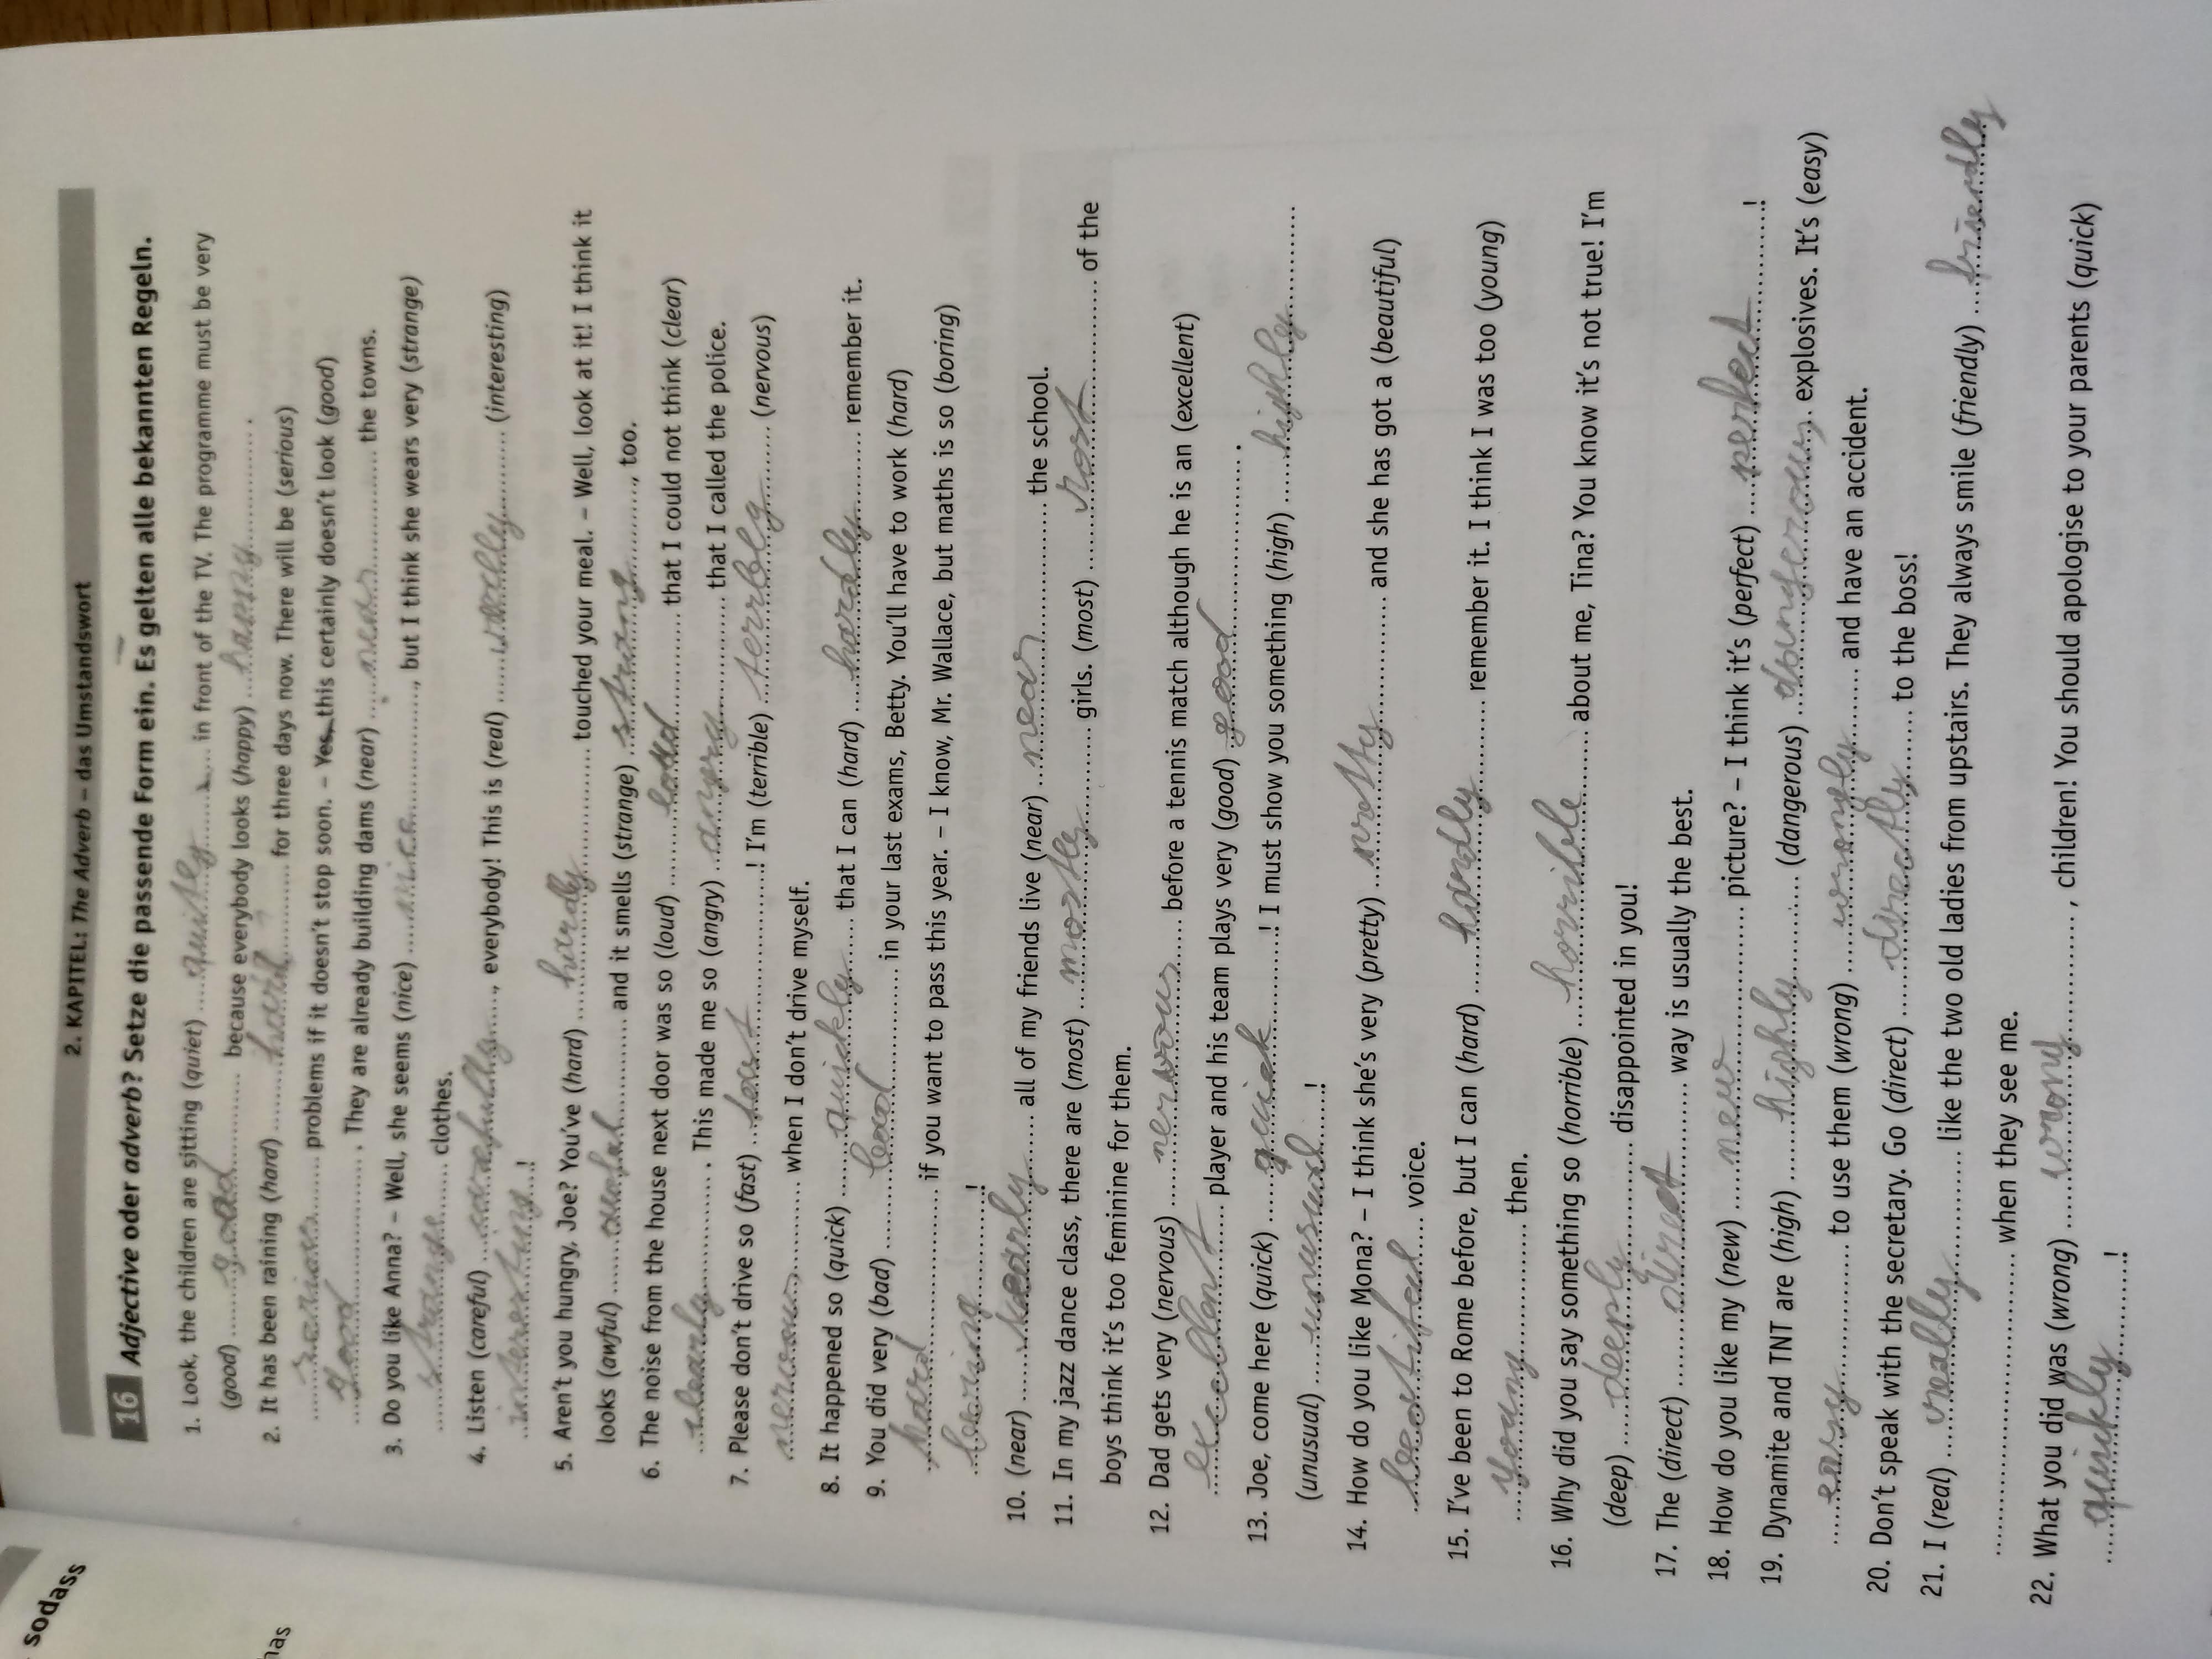 sodass
has
2. KAPITEL: The Adverb – das Umstandswort
16 Adjective oder adverb? Setze die passende Form ein. Es gelten alle bekannten Regeln.
1. Look, the children are sitting (quiet) quitly in front of the TV. The programme must be very
(good) good because everybody looks (happy) happy.
2. It has been raining (hard) hard for three days now. There will be (serious)
serious problems if it doesn't stop soon. – Yes, this certainly doesn't look (good)
good. They are already building dams (near) near the towns.
3. Do you like Anna? – Well, she seems (nice) nice, but I think she wears very (strange)
strange clothes.
4. Listen (careful) carefully, everybody! This is (real) really (interesting)
interesting!
5. Aren't you hungry, Joe? You've (hard) hardly touched your meal. – Well, look at it! I think it
looks (awful) awful and it smells (strange) strang, too.
6. The noise from the house next door was so (loud) loud that I could not think (clear)
clearly. This made me so (angry) angry that I called the police.
7. Please don't drive so (fast) fast! I'm (terrible) terrbly (nervous)
nervous when I don't drive myself.
8. It happened so (quick) quickly that I can (hard) hardly remember it.
9. You did very (bad) bad in your last exams, Betty. You'll have to work (hard)
hard if you want to pass this year. – I know, Mr. Wallace, but maths is so (boring)
boring!
10. (near) nearly all of my friends live (near) near the school.
11. In my jazz dance class, there are (most) mostly girls. (most) of the
boys think it's too feminine for them.
12. Dad gets very (nervous) nervous before a tennis match although he is an (excellent)
excellent player and his team plays very (good) good.
13. Joe, come here (quick) quick! I must show you something (high) highly
(unusual) unusual!
14. How do you like Mona? – I think she's very (pretty) pretty and she has got a (beautiful)
beatiful voice.
15. I've been to Rome before, but I can (hard) hardly remember it. I think I was too (young)
young then.
16. Why did you say something so (horrible) horrible about me, Tina? You know it's not true! I'm
(deep) deeply disappointed in you!
17. The (direct) direct way is usually the best.
18. How do you like my (new) new picture? – I think it's (perfect) perfect!
19. Dynamite and TNT are (high) highly (dangerous) dangerous explosives. It's (easy)
easy to use them (wrong) wrongly and have an accident.
20. Don't speak with the secretary. Go (direct) directly to the boss!
21. I (real) really like the two old ladies from upstairs. They always smile (friendly) friendly
when they see me.
22. What you did was (wrong) wrong, children! You should apologise to your parents (quick)
quickly!